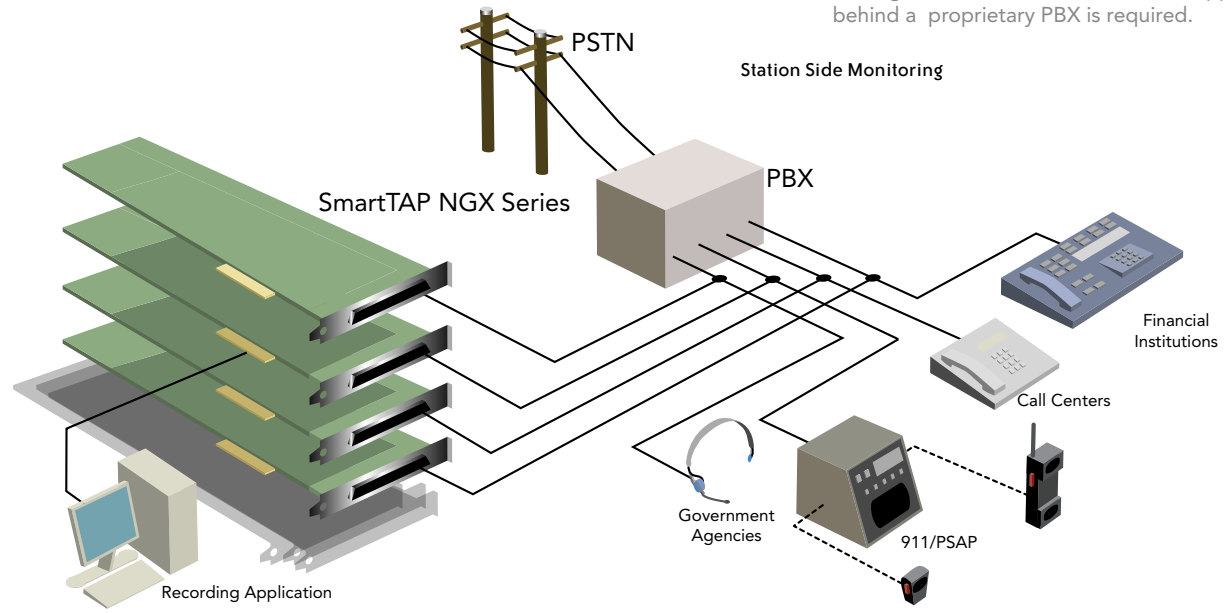 behind a proprietary PBX is required.
PSTN
Station Side Monitoring
PBX
SmartTAP NGX Series
Financial
Institutions
Call Centers
Government
Agencies
911/PSAP
Recording Application